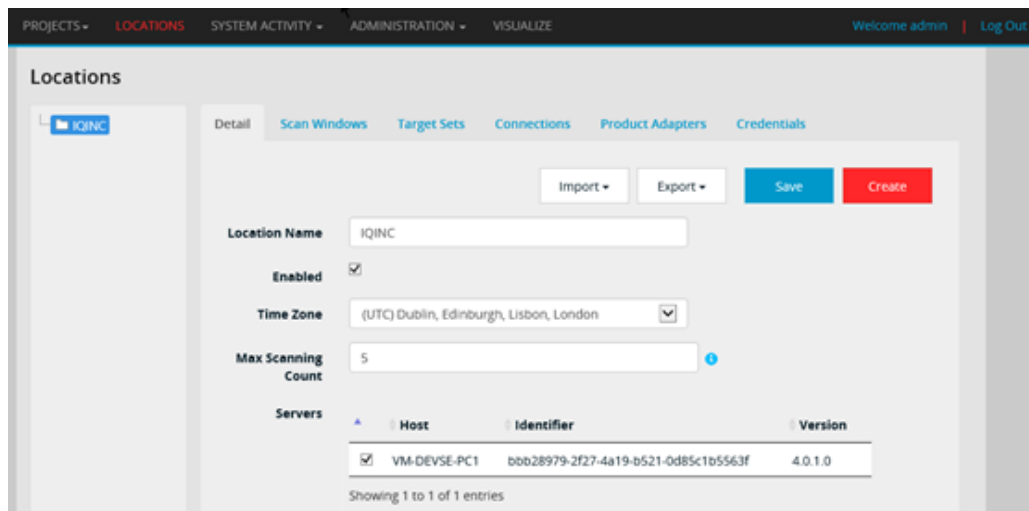 PROJECTS LOCATIONS SYSTEM ACTIVITY ADMINISTRATION VISUALIZE Welcome admin | Log Out
Locations
IQINC
Detail Scan Windows Target Sets Connections Product Adapters Credentials
Import Export Save Create
Location Name IQINC
Enabled
Time Zone (UTC) Dublin, Edinburgh, Lisbon, London
Max Scanning Count 5
Servers
Host Identifier Version
VM-DEVSE-PC1 bbb28979-2f27-4a19-b521-0d85c1b5563f 4.0.1.0
Showing 1 to 1 of 1 entries